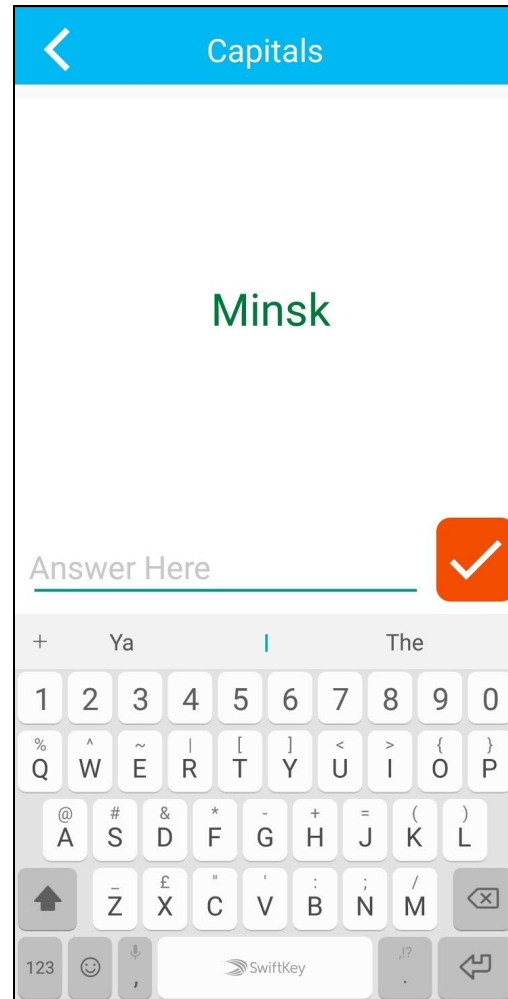 Capitals
Minsk
Answer Here
+ Ya I The
1 2 3 4 5 6 7 8 9 0
% ^ ~ | [ ] < > { }
Q W E R T Y U I O P
@ # & * - + = ( )
A S D F G H J K L
_ £ " ' : ; /
Z X C V B N M
123 , SwiftKey ,!? .